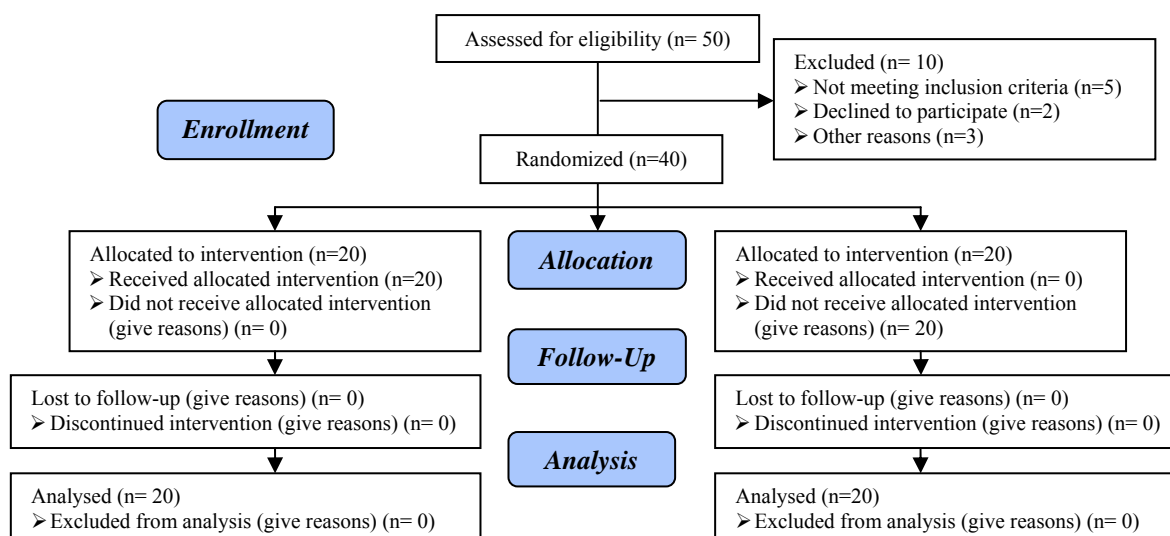 Assessed for eligibility (n= 50)
Excluded (n= 10)
➢ Not meeting inclusion criteria (n=5)
➢ Declined to participate (n=2)
➢ Other reasons (n=3)
Enrollment
Randomized (n=40)
Allocated to intervention (n=20)
➢ Received allocated intervention (n=20)
➢ Did not receive allocated intervention
(give reasons) (n= 0)
Allocation
Allocated to intervention (n=20)
➢ Received allocated intervention (n= 0)
➢ Did not receive allocated intervention
(give reasons) (n= 20)
Follow-Up
Lost to follow-up (give reasons) (n= 0)
➢ Discontinued intervention (give reasons) (n= 0)
Lost to follow-up (give reasons) (n= 0)
➢ Discontinued intervention (give reasons) (n= 0)
Analysis
Analysed (n= 20)
➢ Excluded from analysis (give reasons) (n= 0)
Analysed (n=20)
➢ Excluded from analysis (give reasons) (n= 0)